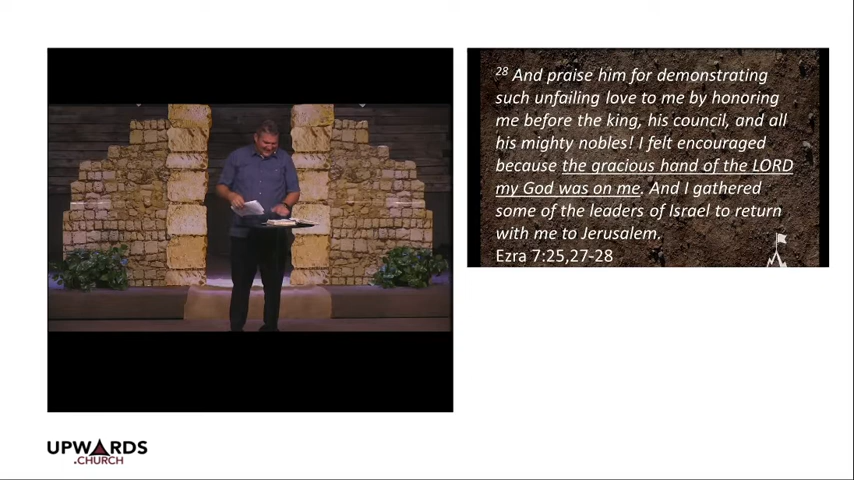 28 And praise him for demonstrating
such unfailing love to me by honoring
me before the king, his council, and all
his mighty nobles! I felt encouraged
because the gracious hand of the LORD
my God was on me. And I gathered
some of the leaders of Israel to return
with me to Jerusalem.
Ezra 7:25,27-28
UPWARDS
.CHURCH